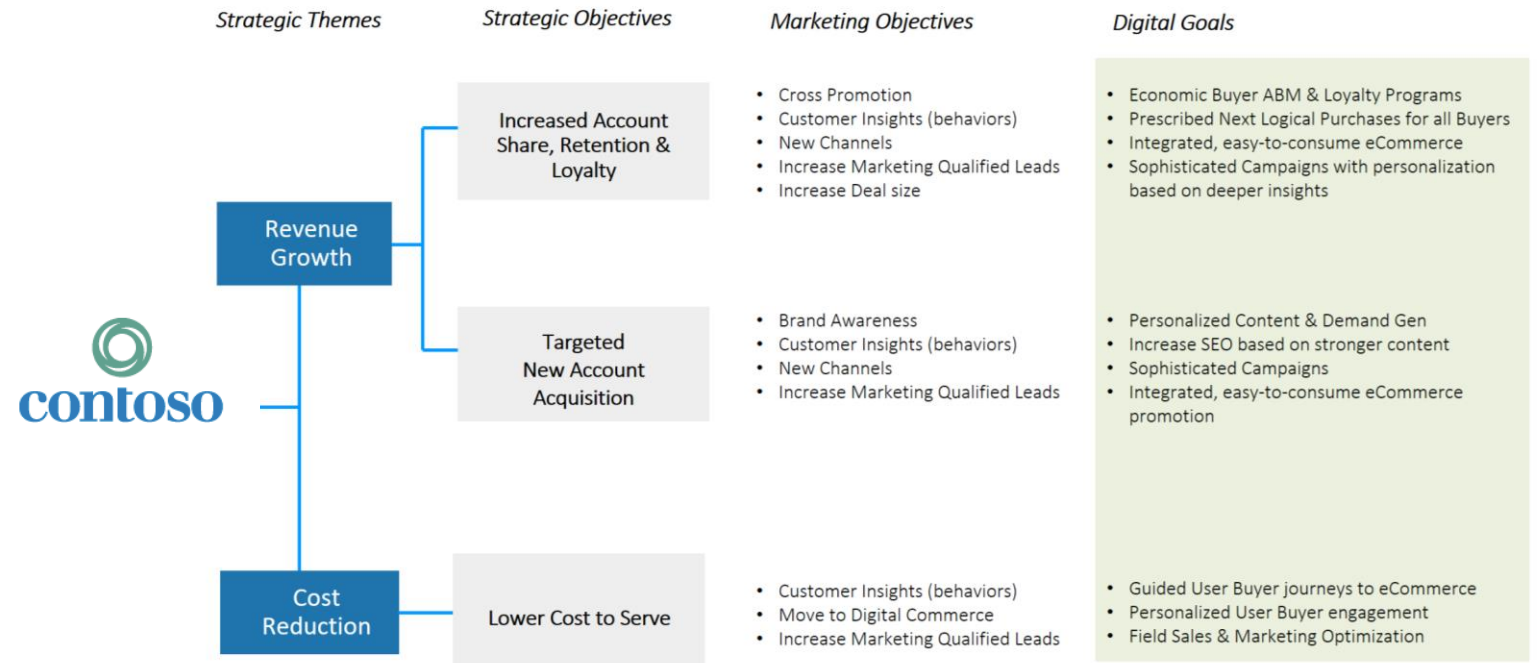 Strategic Themes
Strategic Objectives
Marketing Objectives
Digital Goals
contoso
Revenue
Growth
Increased Account
Share, Retention &
Loyalty
• Cross Promotion
• Customer Insights (behaviors)
• New Channels
• Increase Marketing Qualified Leads
• Increase Deal size
• Economic Buyer ABM & Loyalty Programs
• Prescribed Next Logical Purchases for all Buyers
• Integrated, easy-to-consume eCommerce
• Sophisticated Campaigns with personalization
based on deeper insights
Targeted
New Account
Acquisition
• Brand Awareness
• Customer Insights (behaviors)
• New Channels
• Increase Marketing Qualified Leads
• Personalized Content & Demand Gen
• Increase SEO based on stronger content
• Sophisticated Campaigns
• Integrated, easy-to-consume eCommerce
promotion
Cost
Reduction
Lower Cost to Serve
• Customer Insights (behaviors)
• Move to Digital Commerce
• Increase Marketing Qualified Leads
• Guided User Buyer journeys to eCommerce
• Personalized User Buyer engagement
• Field Sales & Marketing Optimization